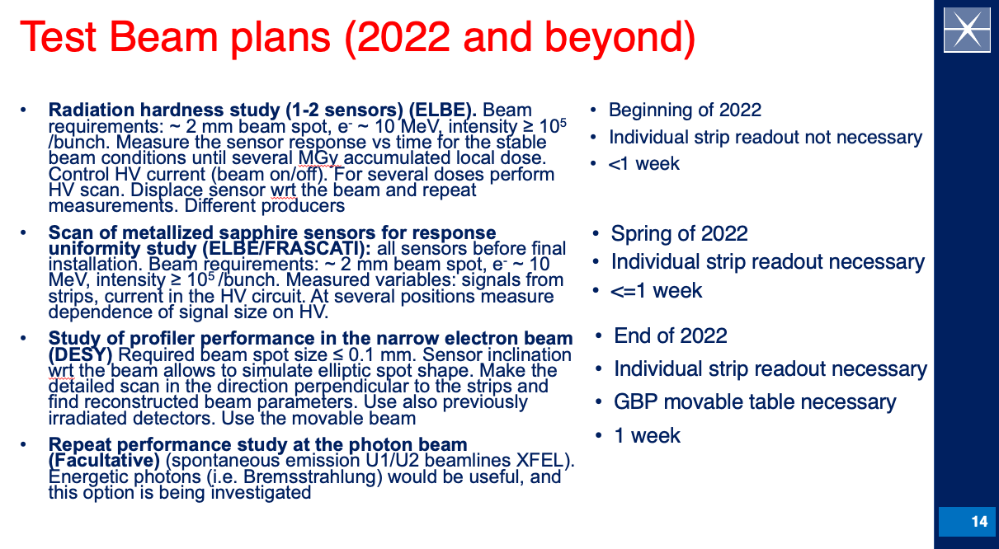 Test Beam plans (2022 and beyond)
• Radiation hardness study (1-2 sensors) (ELBE). Beam
requirements: ~ 2 mm beam spot, e- ~ 10 MeV, intensity ≥ 10⁵
/bunch. Measure the sensor response vs time for the stable
beam conditions until several MGy accumulated local dose.
Control HV current (beam on/off). For several doses perform
HV scan. Displace sensor wrt the beam and repeat
measurements. Different producers
• Beginning of 2022
• Individual strip readout not necessary
• <1 week
• Scan of metallized sapphire sensors for response
uniformity study (ELBE/FRASCATI): all sensors before final
installation. Beam requirements: ~ 2 mm beam spot, e- ~ 10
MeV, intensity ≥ 10⁵ /bunch. Measured variables: signals from
strips, current in the HV circuit. At several positions measure
dependence of signal size on HV.
• Spring of 2022
• Individual strip readout necessary
• <=1 week
• Study of profiler performance in the narrow electron beam
(DESY) Required beam spot size ≤ 0.1 mm. Sensor inclination
wrt the beam allows to simulate elliptic spot shape. Make the
detailed scan in the direction perpendicular to the strips and
find reconstructed beam parameters. Use also previously
irradiated detectors. Use the movable beam
• End of 2022
• Individual strip readout necessary
• GBP movable table necessary
• 1 week
• Repeat performance study at the photon beam
(Facultative) (spontaneous emission U1/U2 beamlines XFEL).
Energetic photons (i.e. Bremsstrahlung) would be useful, and
this option is being investigated
14